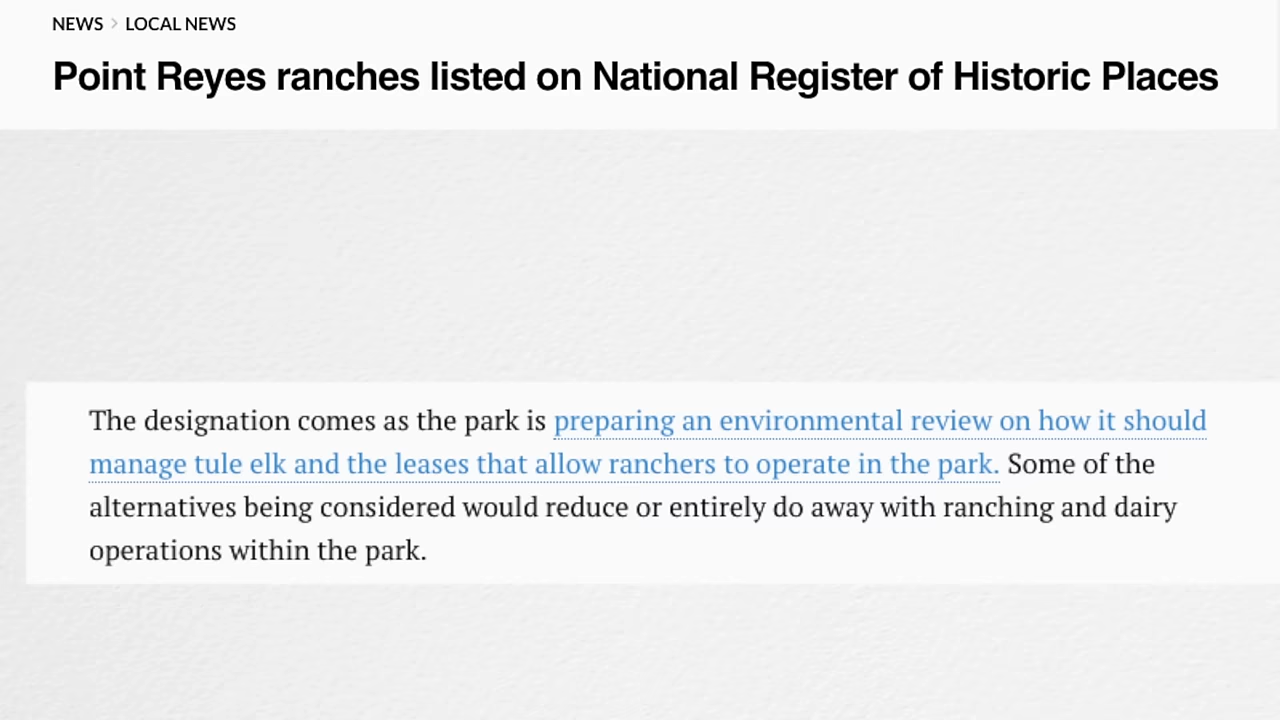 NEWS > LOCAL NEWS
Point Reyes ranches listed on National Register of Historic Places
The designation comes as the park is preparing an environmental review on how it should
manage tule elk and the leases that allow ranchers to operate in the park. Some of the
alternatives being considered would reduce or entirely do away with ranching and dairy
operations within the park.